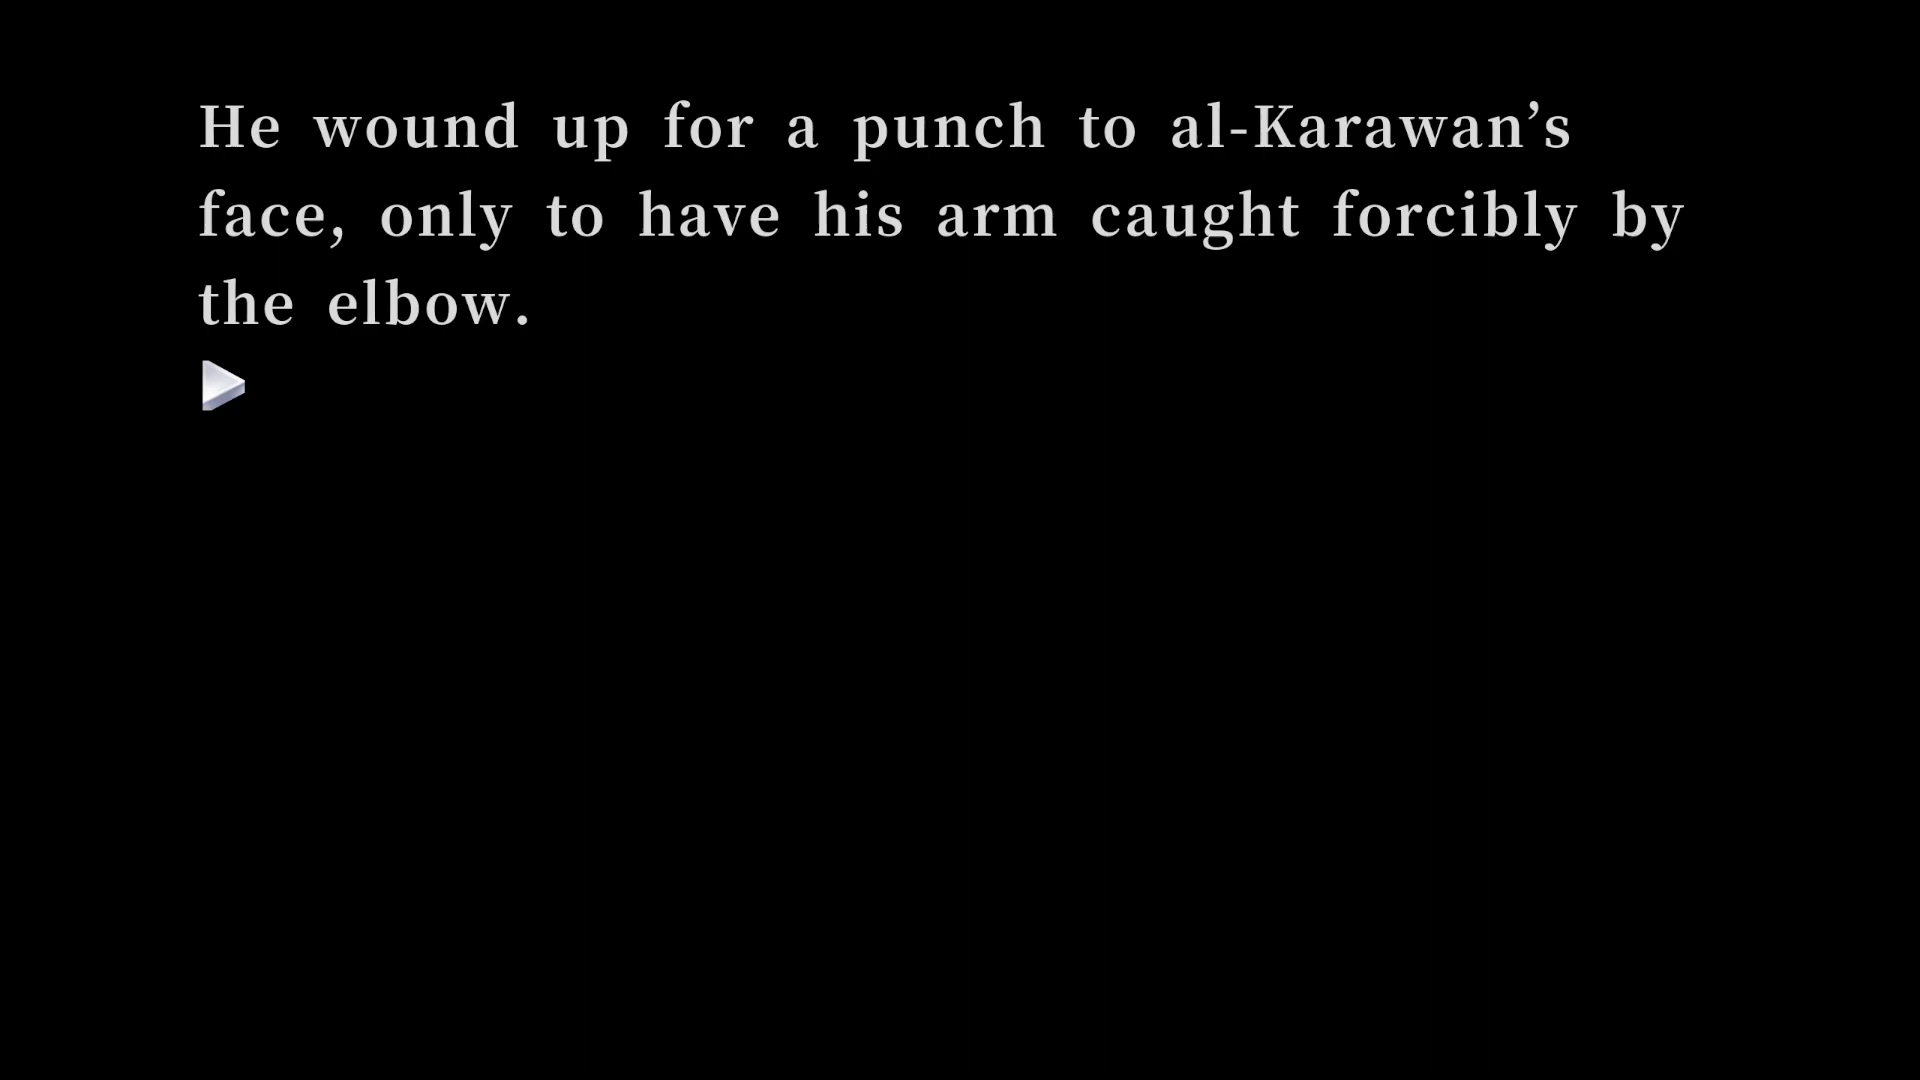 He wound up for a punch to al-Karawan’s
face, only to have his arm caught forcibly by
the elbow.